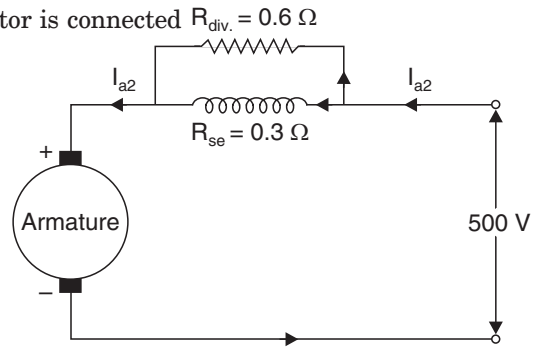 tor is connected R_div. = 0.6 Ω
I_a2 I_a2
R_se = 0.3 Ω
+
Armature
500 V
–